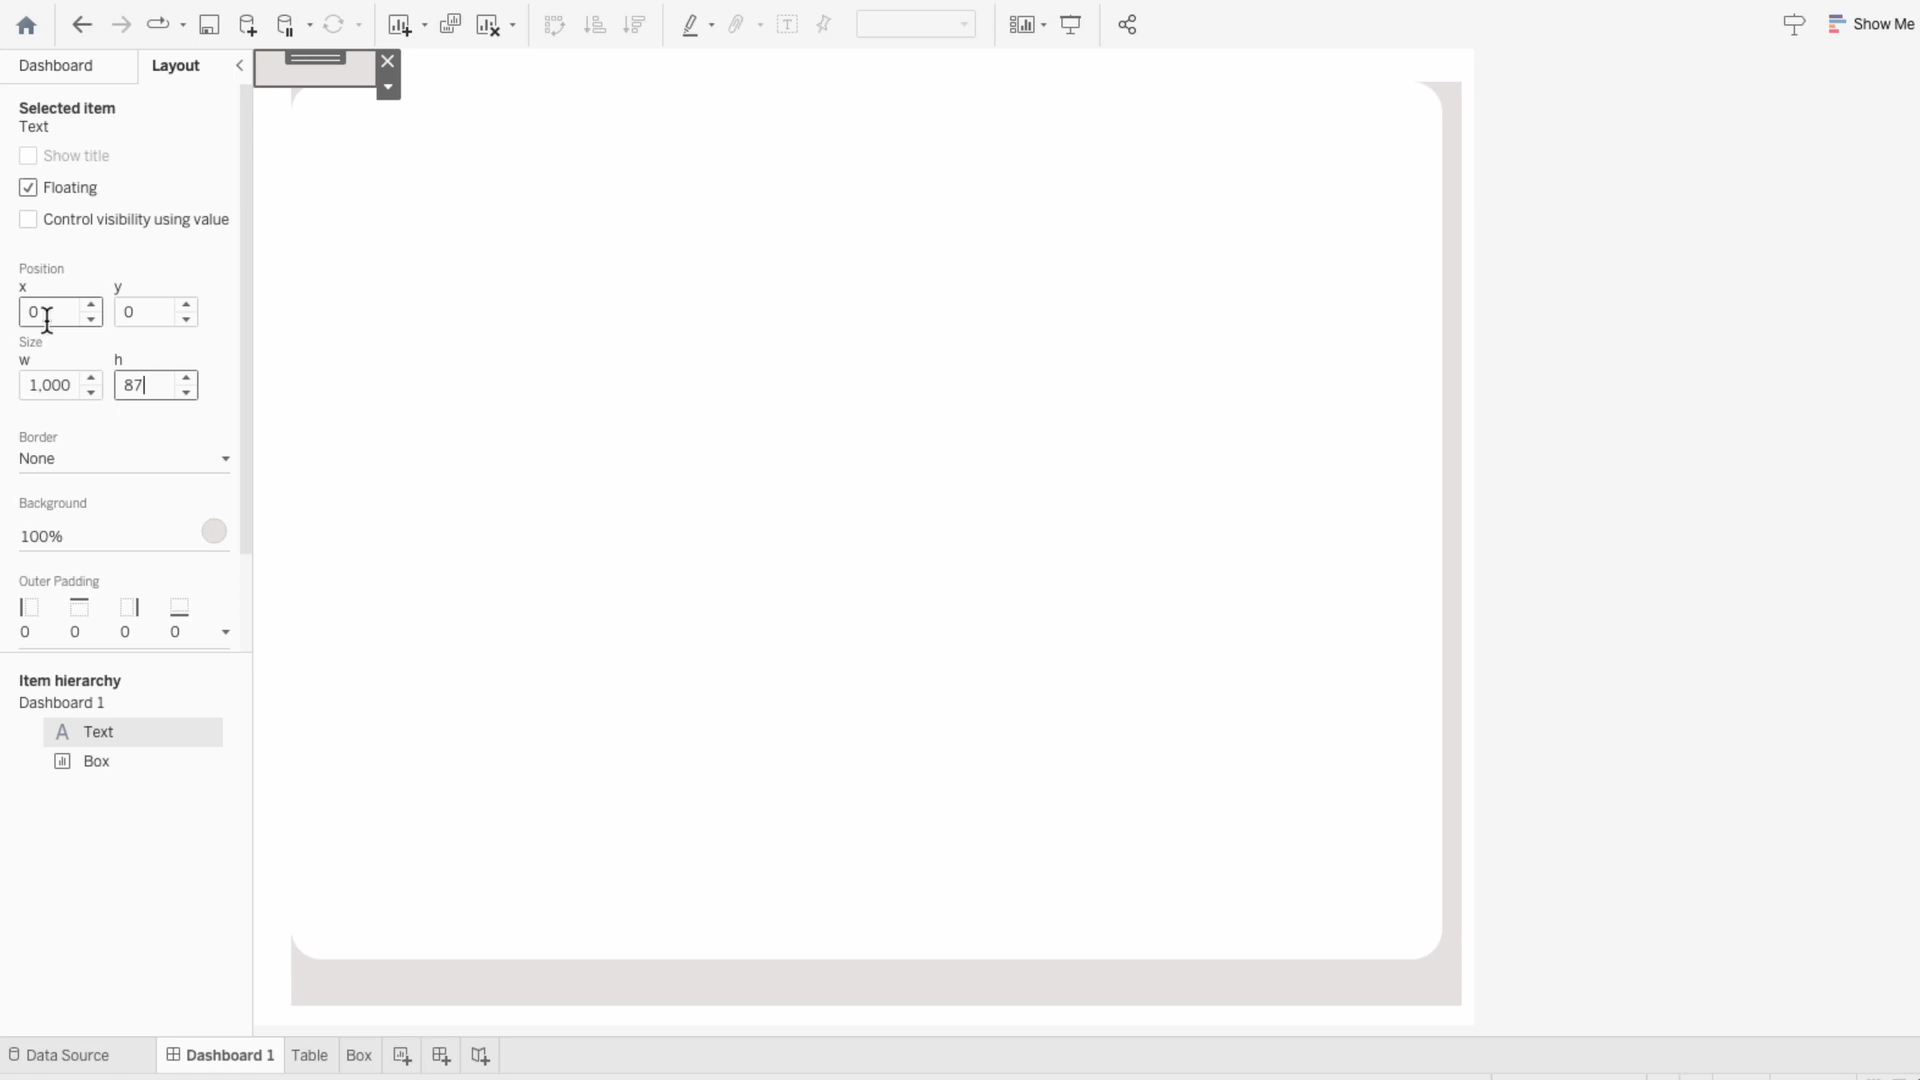 Show Me
Dashboard
Layout
Selected item
Text
Show title
Floating
Control visibility using value
Position
x y
0 0
Size
w h
1,000 87
Border
None
Background
100%
Outer Padding
0 0 0 0
Item hierarchy
Dashboard 1
A Text
Box
Data Source Dashboard 1 Table Box